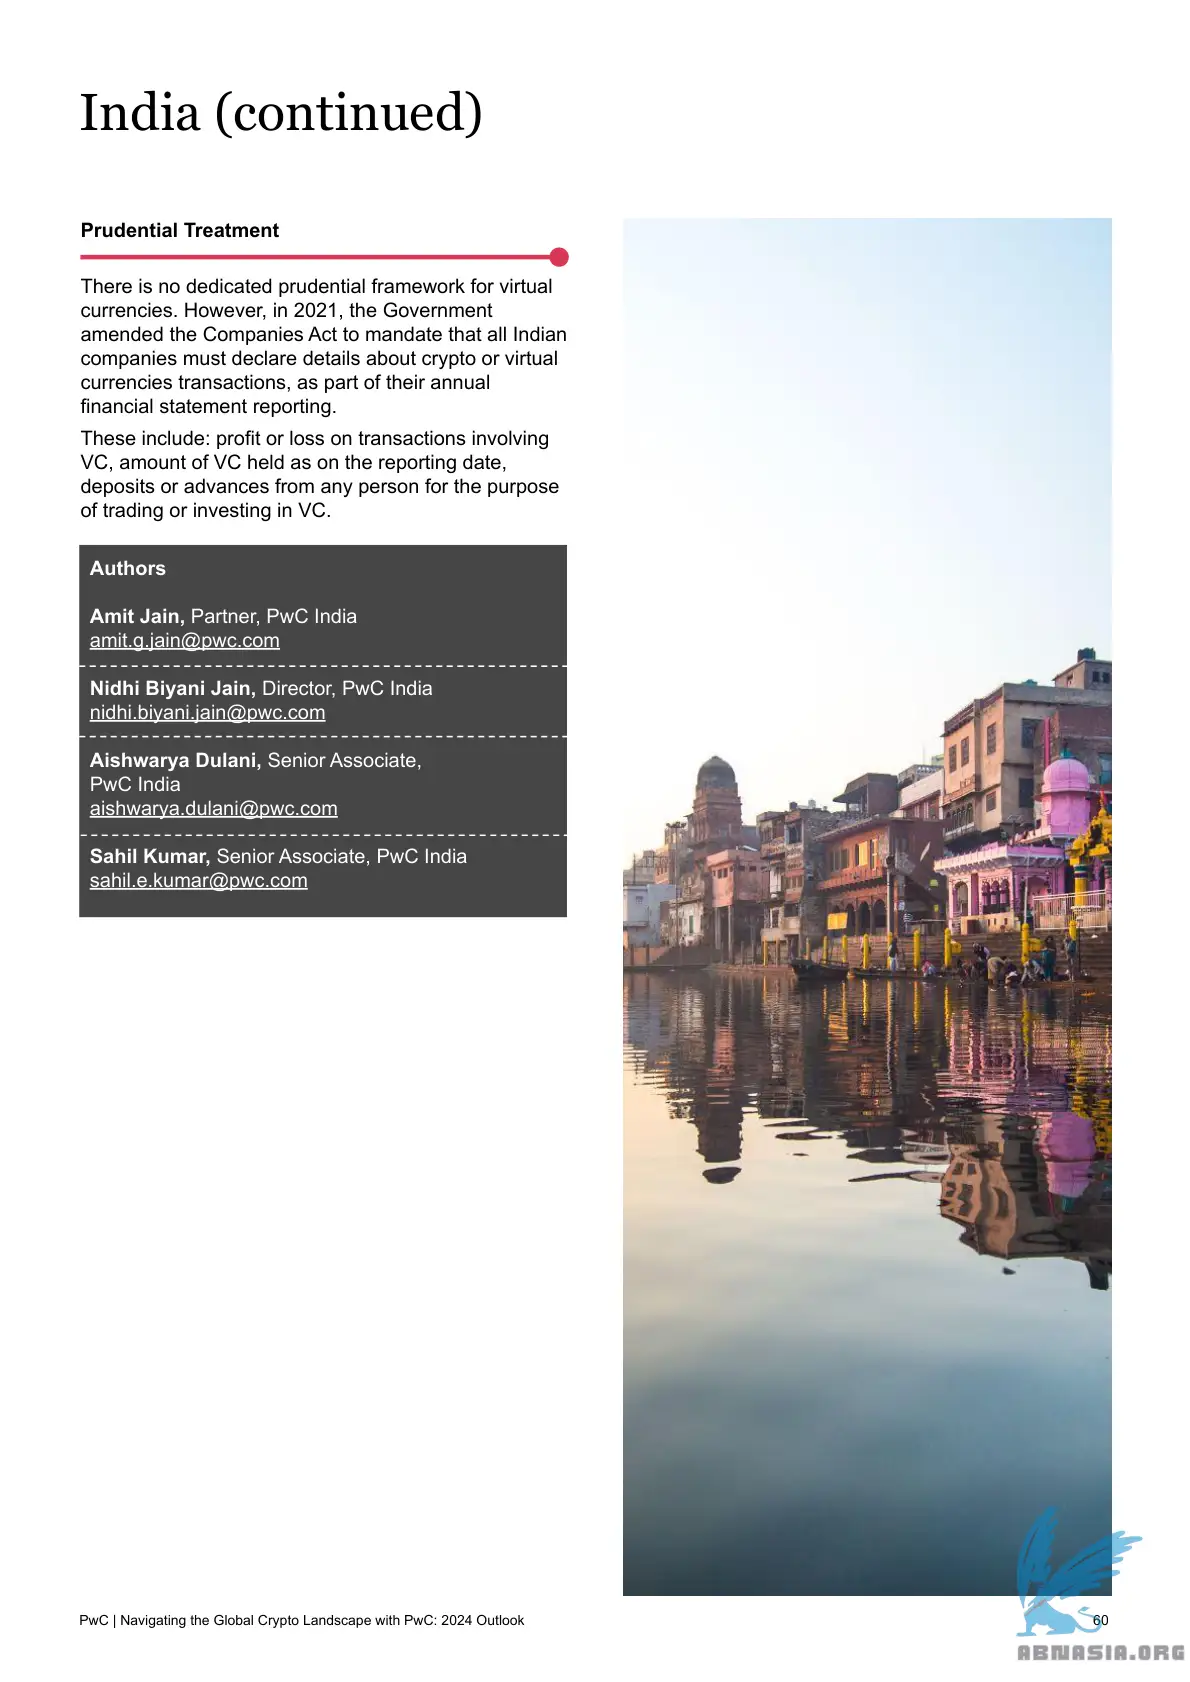 India (continued)
Prudential Treatment
There is no dedicated prudential framework for virtual
currencies. However, in 2021, the Government
amended the Companies Act to mandate that all Indian
companies must declare details about crypto or virtual
currencies transactions, as part of their annual
financial statement reporting.
These include: profit or loss on transactions involving
VC, amount of VC held as on the reporting date,
deposits or advances from any person for the purpose
of trading or investing in VC.
Authors
Amit Jain, Partner, PwC India
amit.g.jain@pwc.com
Nidhi Biyani Jain, Director, PwC India
nidhi.biyani.jain@pwc.com
Aishwarya Dulani, Senior Associate,
PwC India
aishwarya.dulani@pwc.com
Sahil Kumar, Senior Associate, PwC India
sahil.e.kumar@pwc.com
PwC | Navigating the Global Crypto Landscape with PwC: 2024 Outlook
60
ABNASIA.ORG